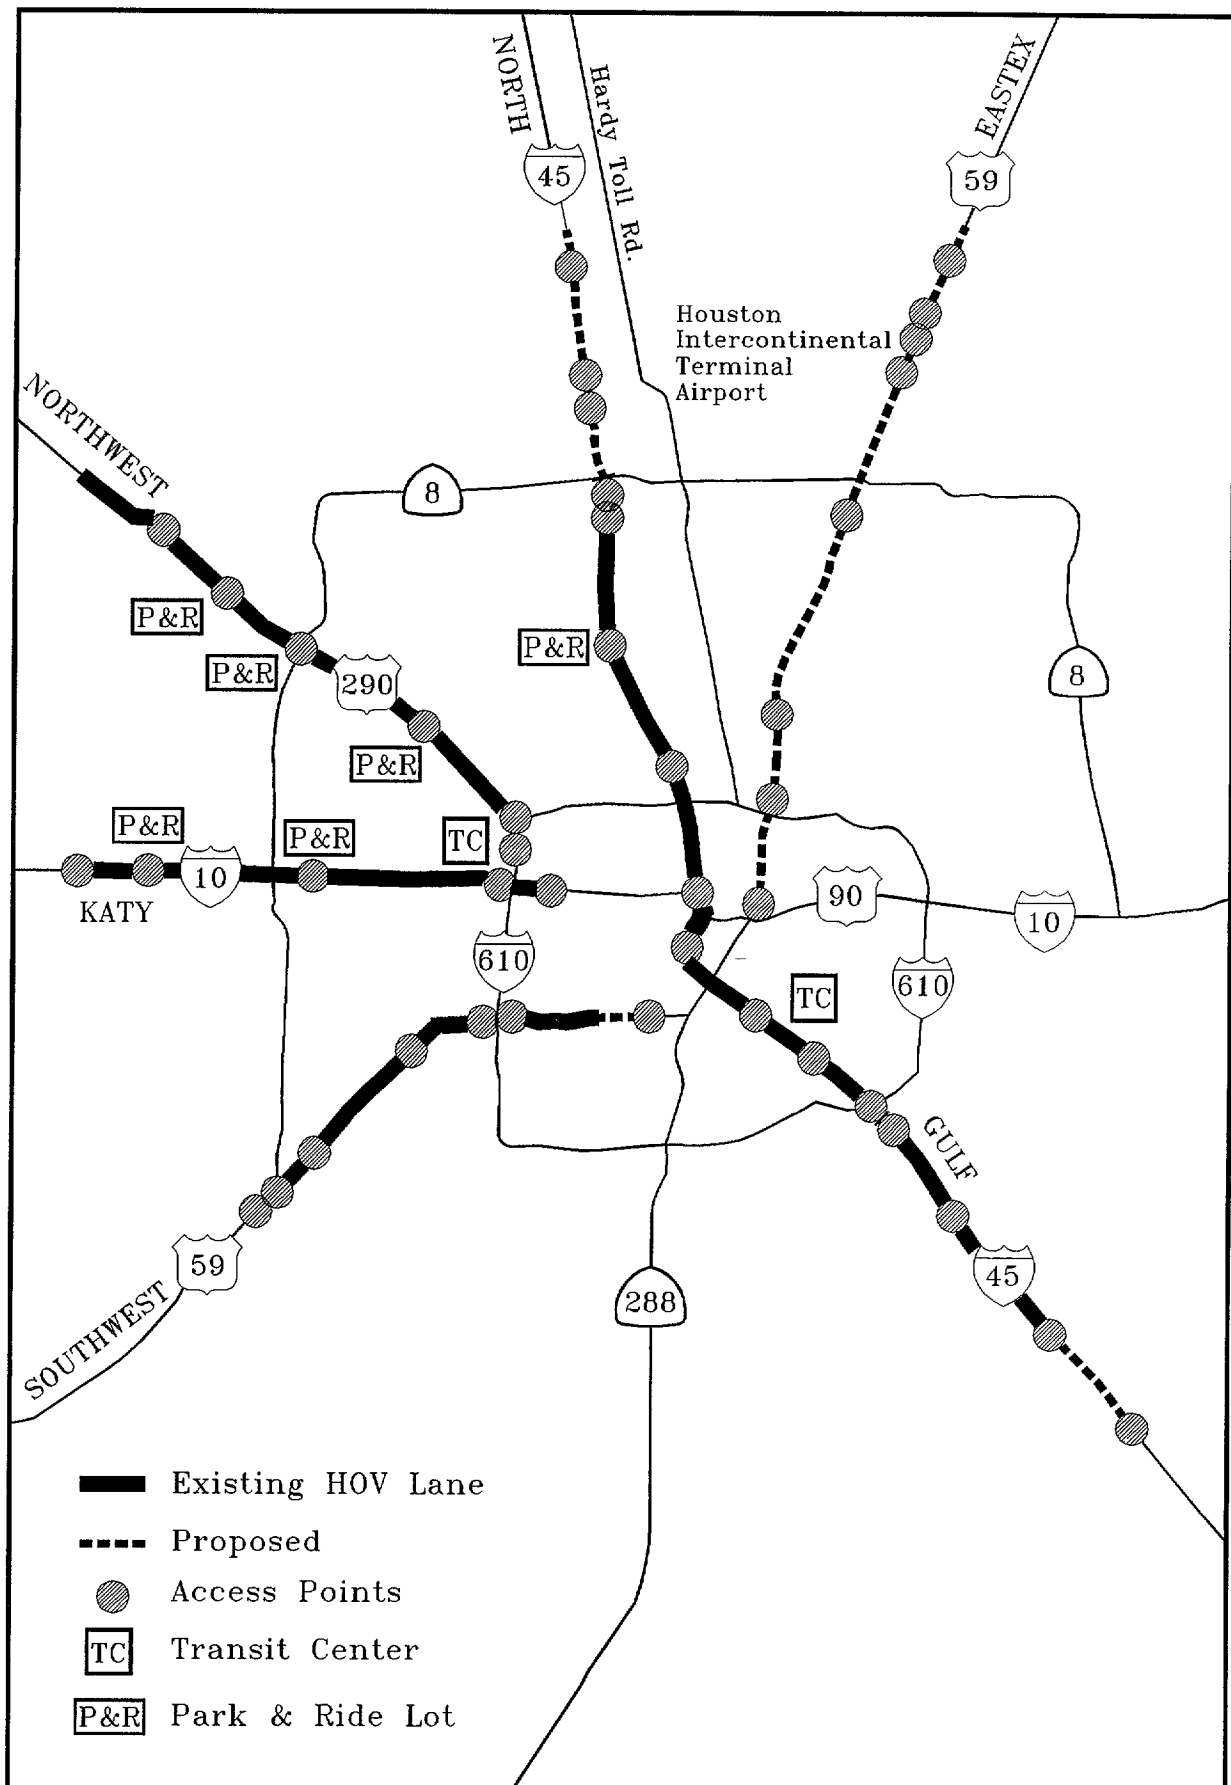 NORTH
45
Hardy Toll Rd.
EASTEX
59
Houston
Intercontinental
Terminal
Airport
NORTHWEST
8
P&R
P&R
290
P&R
P&R
8
P&R
P&R
TC
10
KATY
90
10
610
TC
610
GULF
59
SOUTHWEST
45
288
Existing HOV Lane
Proposed
Access Points
TC Transit Center
P&R Park & Ride Lot